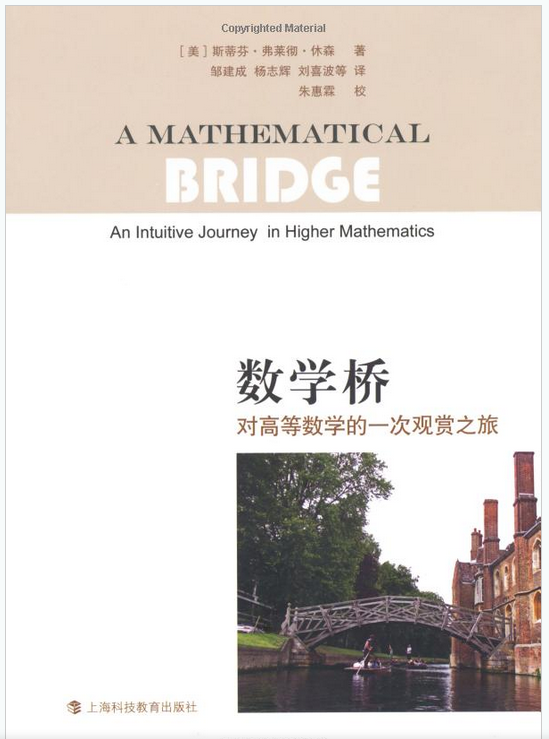 Copyrighted Material
[美] 斯蒂芬·弗莱彻·休森 著
邹建成 杨志辉 刘喜波等 译
朱惠霖 校
A MATHEMATICAL
BRIDGE
An Intuitive Journey in Higher Mathematics
数学桥
对高等数学的一次观赏之旅
上海科技教育出版社